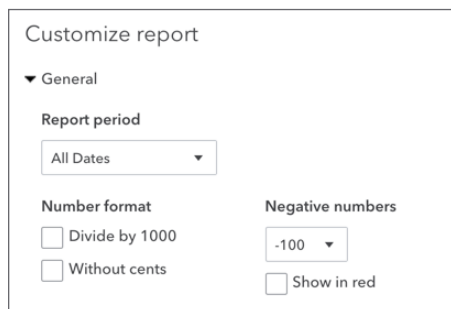 Customize report
General
Report period
All Dates
Number format
Negative numbers
Divide by 1000
-100
Without cents
Show in red